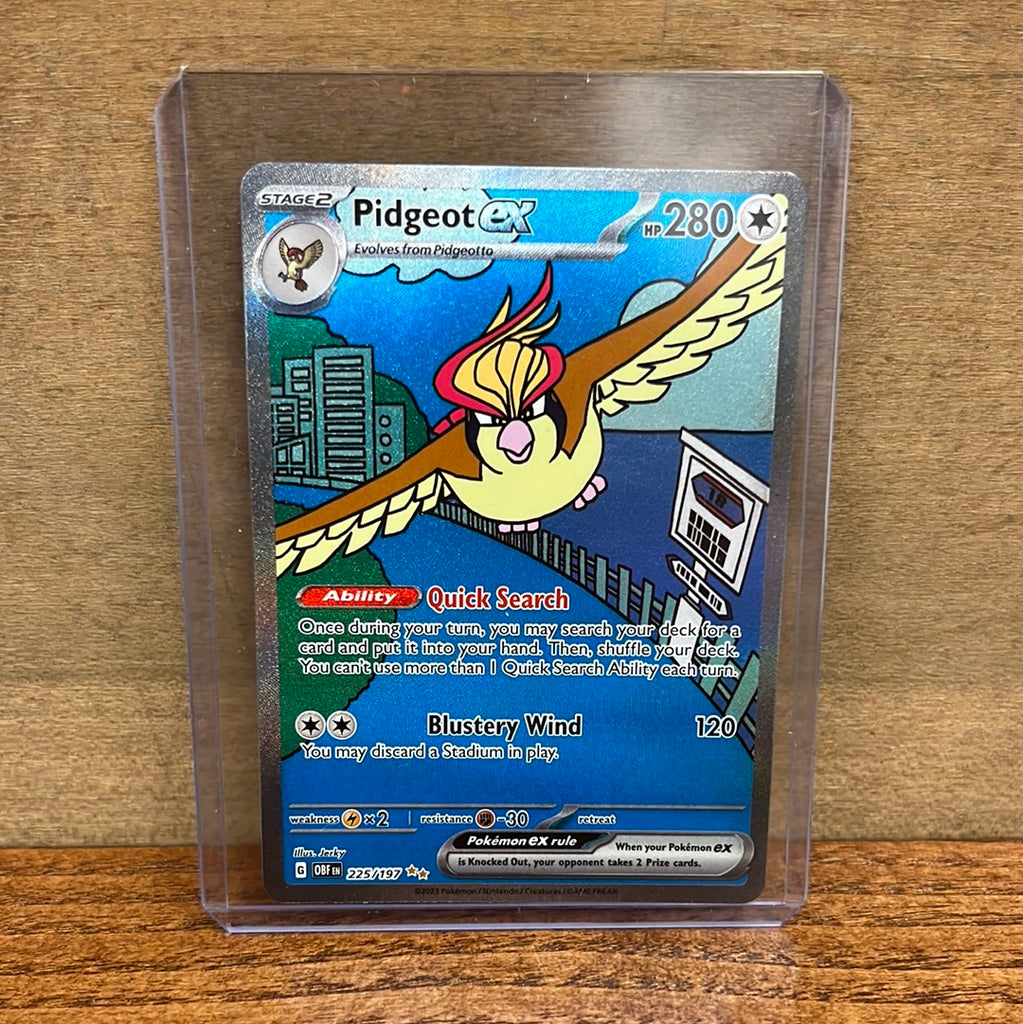 STAGE2
Pidgeot ex
HP 280
Evolves from Pidgeotto
18
Ability Quick Search
Once during your turn, you may search your deck for a
card and put it into your hand. Then, shuffle your deck.
You can't use more than 1 Quick Search Ability each turn.
Blustery Wind 120
You may discard a Stadium in play.
weakness ×2 resistance -30 retreat
Pokémon ex rule When your Pokémon ex
is Knocked Out, your opponent takes 2 Prize cards.
Illus. Jerky
G OBF EN 225/197
©2023 Pokémon / Nintendo / Creatures / GAME FREAK